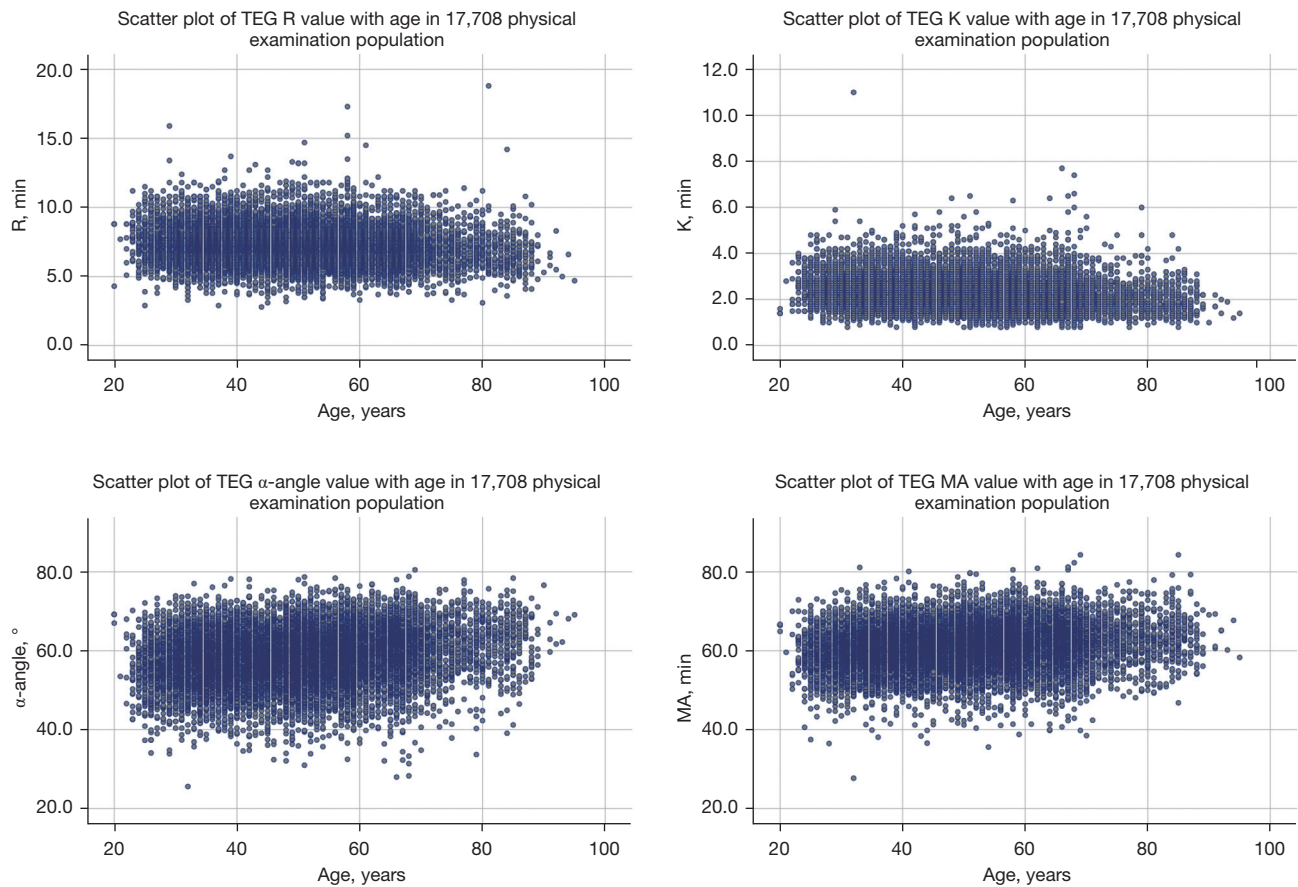 Scatter plot of TEG R value with age in 17,708 physical
examination population
20.0
15.0
10.0
5.0
0.0
R, min
20 40 60 80 100
Age, years
Scatter plot of TEG K value with age in 17,708 physical
examination population
12.0
10.0
8.0
6.0
4.0
2.0
0.0
K, min
20 40 60 80 100
Age, years
Scatter plot of TEG α-angle value with age in 17,708 physical
examination population
80.0
60.0
40.0
20.0
α-angle, °
20 40 60 80 100
Age, years
Scatter plot of TEG MA value with age in 17,708 physical
examination population
80.0
60.0
40.0
20.0
MA, min
20 40 60 80 100
Age, years